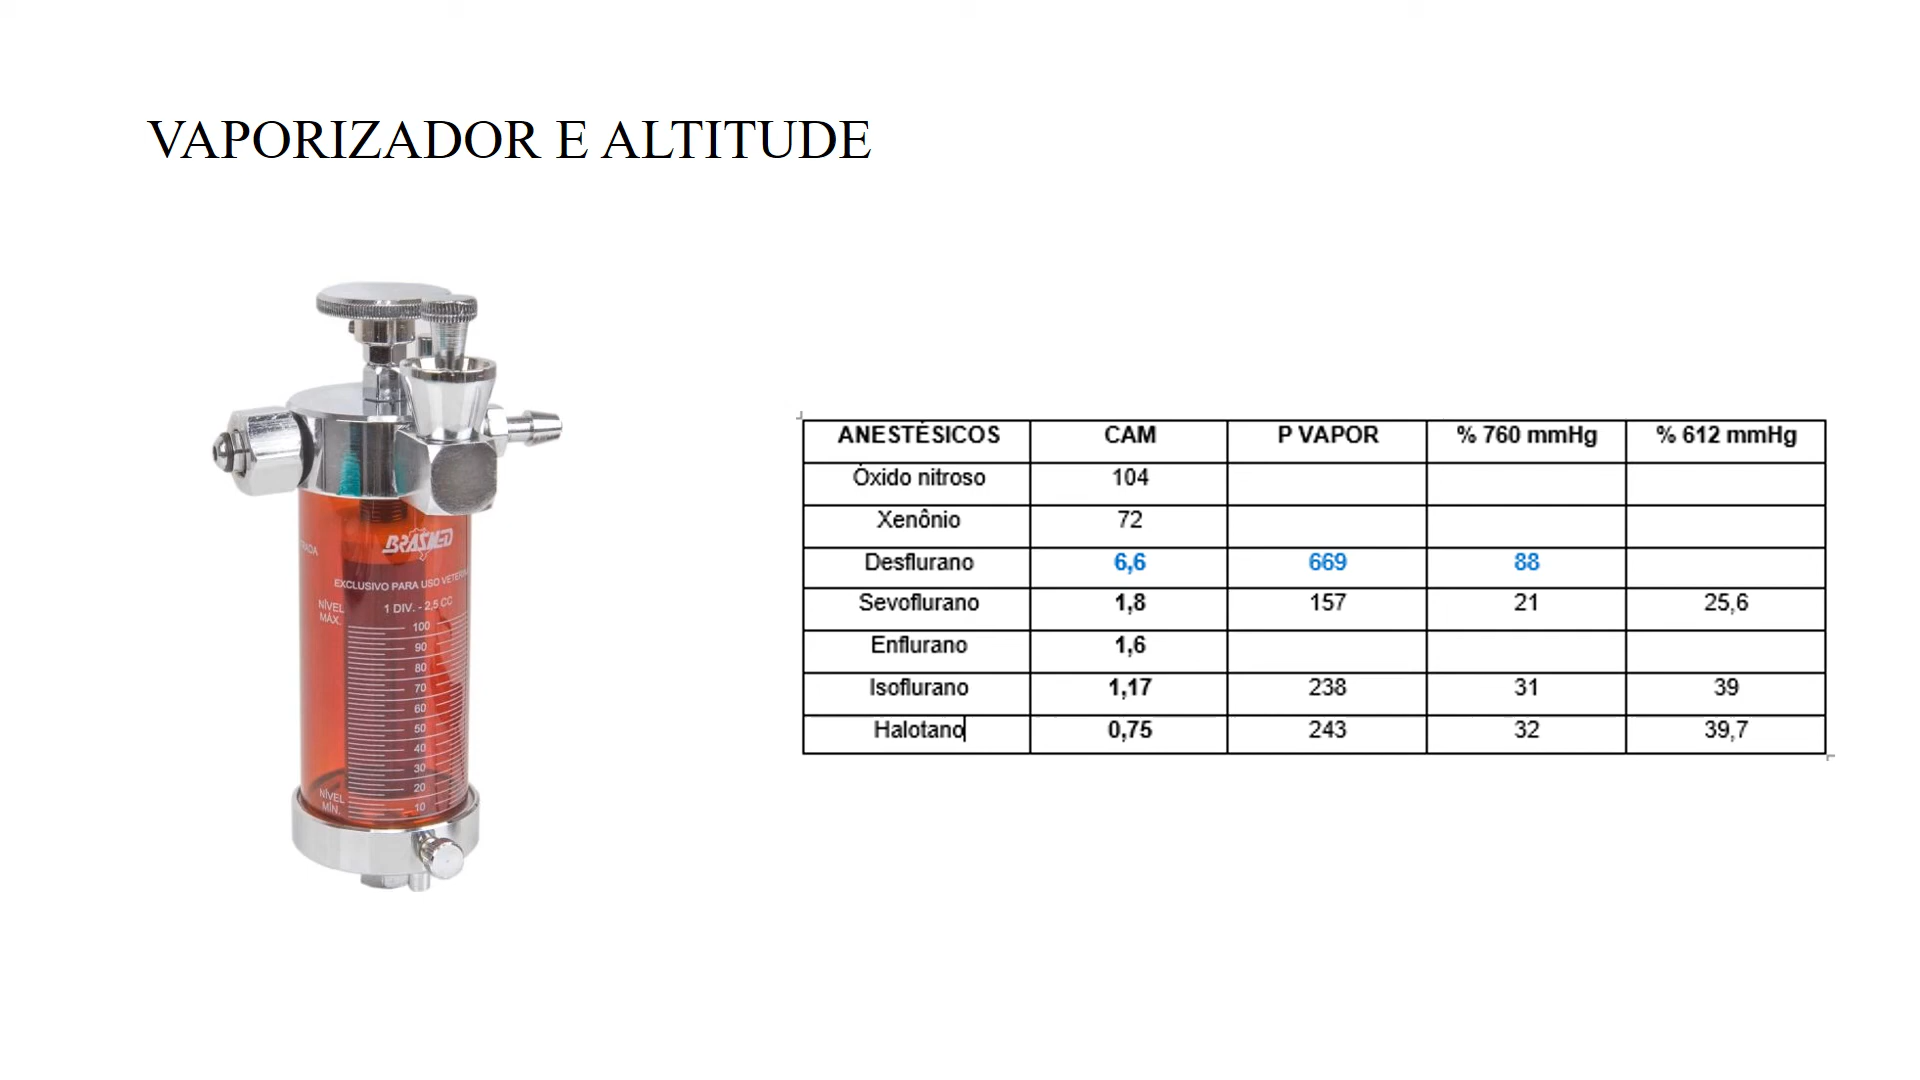 VAPORIZADOR E ALTITUDE
BRASMED
EXCLUSIVO PARA USO
NÍVEL MÁX.
1 DIV. - 2,5 CC
100
90
80
70
60
50
40
30
20
10
NÍVEL MÍN.
ANESTÉSICOS CAM P VAPOR % 760 mmHg % 612 mmHg
Óxido nitroso 104
Xenônio 72
Desflurano 6,6 669 88
Sevoflurano 1,8 157 21 25,6
Enflurano 1,6
Isoflurano 1,17 238 31 39
Halotano 0,75 243 32 39,7